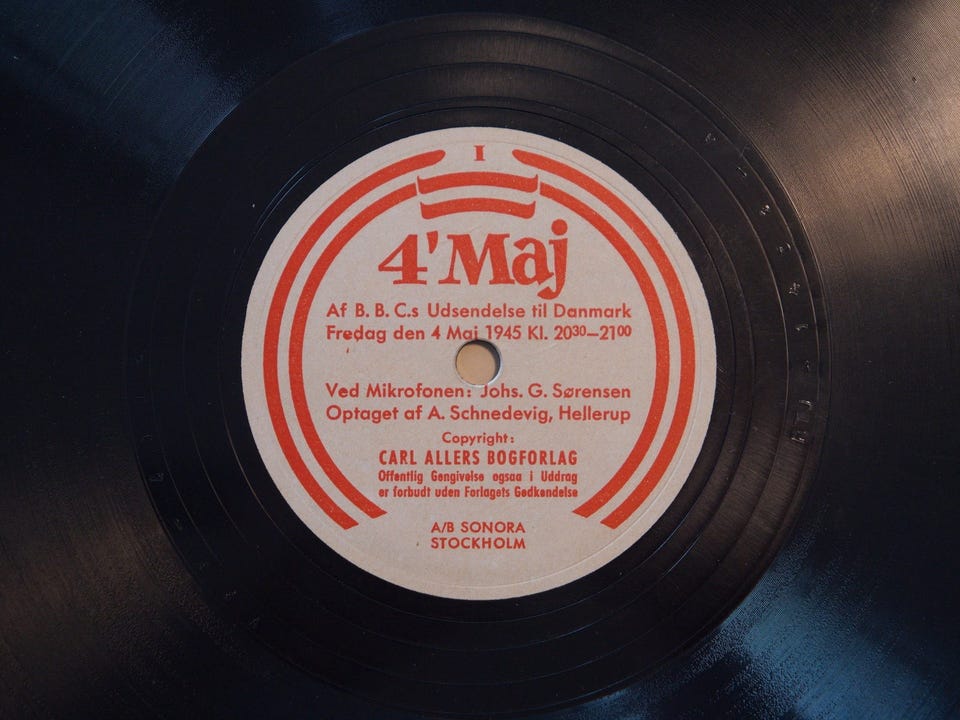 I
4' Maj
Af B. B. C.s Udsendelse til Danmark
Fredag den 4 Maj 1945 Kl. 20³⁰—21⁰⁰
Ved Mikrofonen: Johs. G. Sørensen
Optaget af A. Schnedevig, Hellerup
Copyright:
CARL ALLERS BOGFORLAG
Offentlig Gengivelse ogsaa i Uddrag
er forbudt uden Forlagets Godkendelse
A/B SONORA
STOCKHOLM